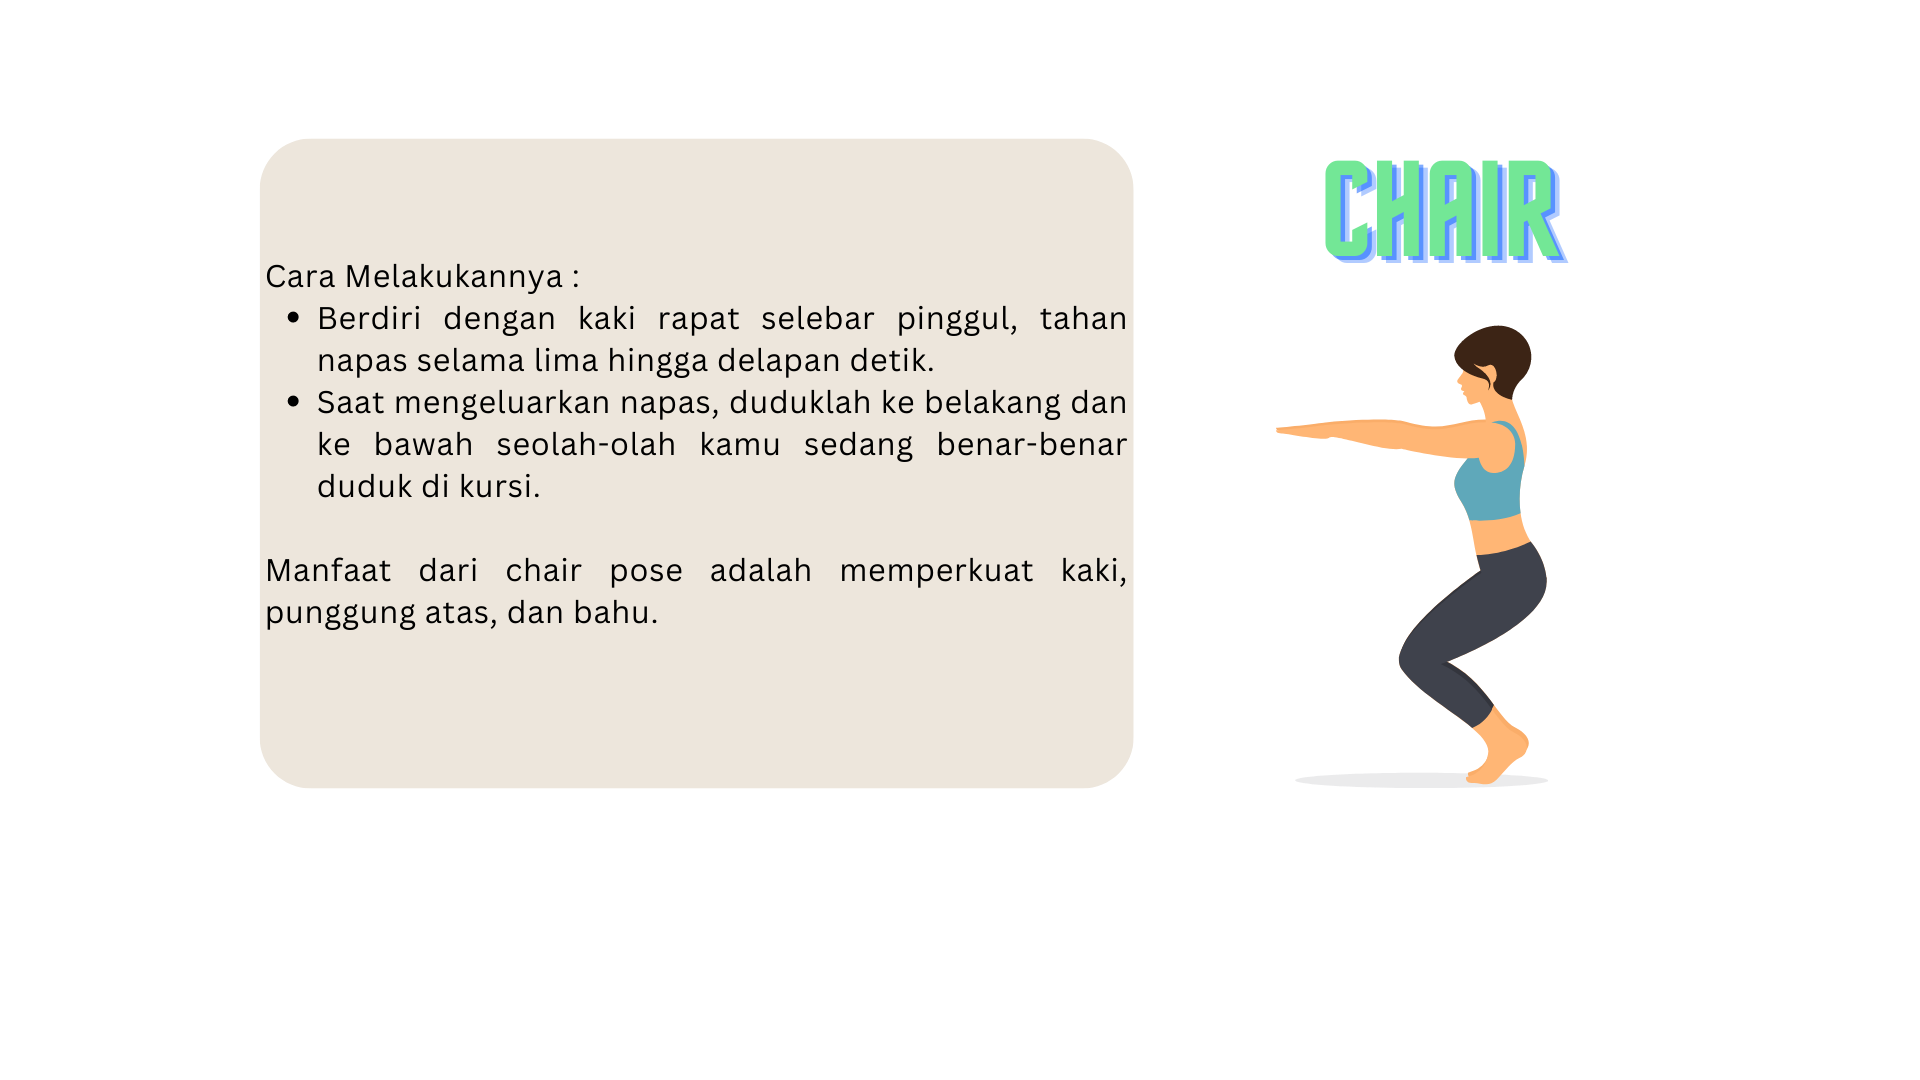 CHAIR
Cara Melakukannya :
• Berdiri dengan kaki rapat selebar pinggul, tahan
napas selama lima hingga delapan detik.
• Saat mengeluarkan napas, duduklah ke belakang dan
ke bawah seolah-olah kamu sedang benar-benar
duduk di kursi.
Manfaat dari chair pose adalah memperkuat kaki,
punggung atas, dan bahu.